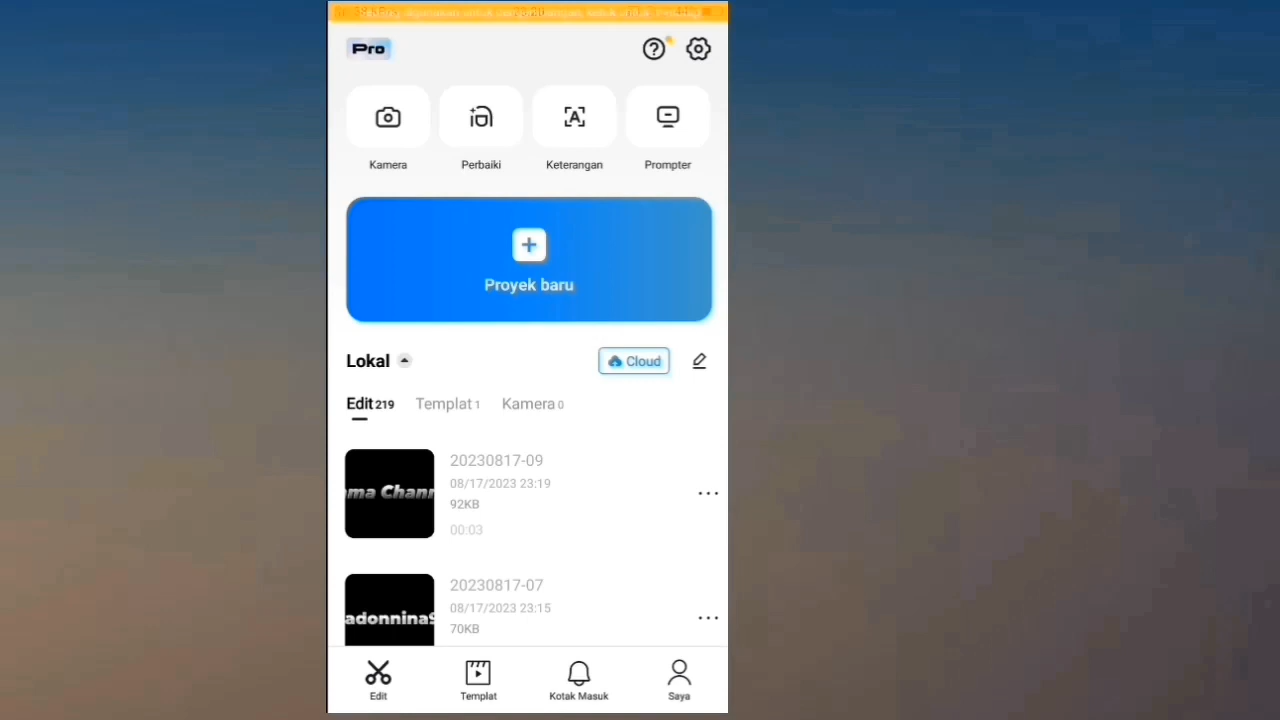 Pro
Kamera
Perbaiki
Keterangan
Prompter
Proyek baru
Lokal
Cloud
Edit 219
Templat 1
Kamera 0
20230817-09
08/17/2023 23:19
92KB
00:03
20230817-07
08/17/2023 23:15
70KB
Edit
Templat
Kotak Masuk
Saya